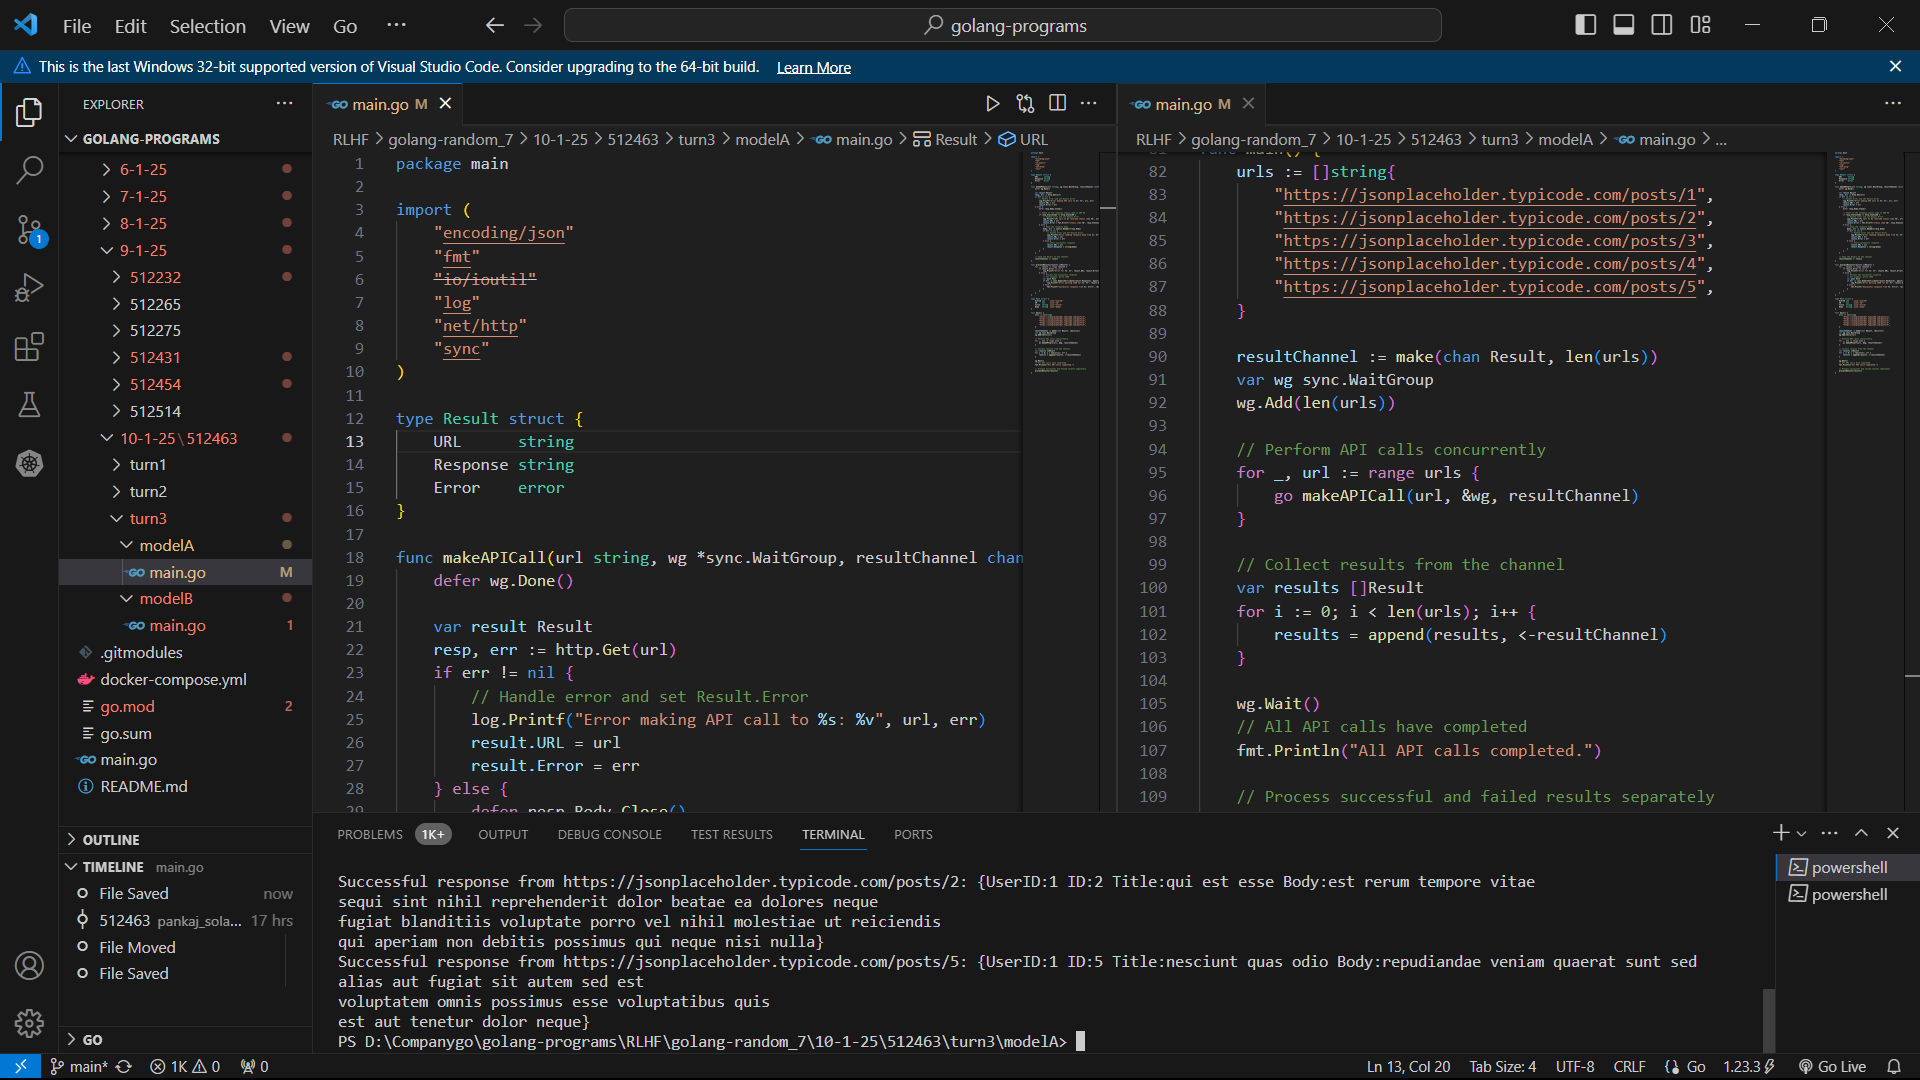 File Edit Selection View Go ···
golang-programs
This is the last Windows 32-bit supported version of Visual Studio Code. Consider upgrading to the 64-bit build. Learn More
EXPLORER
GOLANG-PROGRAMS
6-1-25
7-1-25
8-1-25
9-1-25
512232
512265
512275
512431
512454
512514
10-1-25\512463
turn1
turn2
turn3
modelA
main.go M
modelB
main.go 1
.gitmodules
docker-compose.yml
go.mod 2
go.sum
main.go
README.md
OUTLINE
TIMELINE main.go
File Saved now
512463 pankaj_sola... 17 hrs
File Moved
File Saved
GO
main.go M
RLHF > golang-random_7 > 10-1-25 > 512463 > turn3 > modelA > main.go > Result > URL
1 package main
2
3 import (
4 "encoding/json"
5 "fmt"
6 "io/ioutil"
7 "log"
8 "net/http"
9 "sync"
10 )
11
12 type Result struct {
13 URL string
14 Response string
15 Error error
16 }
17
18 func makeAPICall(url string, wg *sync.WaitGroup, resultChannel chan
19 defer wg.Done()
20
21 var result Result
22 resp, err := http.Get(url)
23 if err != nil {
24 // Handle error and set Result.Error
25 log.Printf("Error making API call to %s: %v", url, err)
26 result.URL = url
27 result.Error = err
28 } else {
29 defer resp.Body.Close()
main.go M
RLHF > golang-random_7 > 10-1-25 > 512463 > turn3 > modelA > main.go > ...
81 func main() {
82 urls := []string{
83 "https://jsonplaceholder.typicode.com/posts/1",
84 "https://jsonplaceholder.typicode.com/posts/2",
85 "https://jsonplaceholder.typicode.com/posts/3",
86 "https://jsonplaceholder.typicode.com/posts/4",
87 "https://jsonplaceholder.typicode.com/posts/5",
88 }
89
90 resultChannel := make(chan Result, len(urls))
91 var wg sync.WaitGroup
92 wg.Add(len(urls))
93
94 // Perform API calls concurrently
95 for _, url := range urls {
96 go makeAPICall(url, &wg, resultChannel)
97 }
98
99 // Collect results from the channel
100 var results []Result
101 for i := 0; i < len(urls); i++ {
102 results = append(results, <-resultChannel)
103 }
104
105 wg.Wait()
106 // All API calls have completed
107 fmt.Println("All API calls completed.")
108
109 // Process successful and failed results separately
PROBLEMS 1K+ OUTPUT DEBUG CONSOLE TEST RESULTS TERMINAL PORTS
Successful response from https://jsonplaceholder.typicode.com/posts/2: {UserID:1 ID:2 Title:qui est esse Body:est rerum tempore vitae
sequi sint nihil reprehenderit dolor beatae ea dolores neque
fugiat blanditiis voluptate porro vel nihil molestiae ut reiciendis
qui aperiam non debitis possimus qui neque nisi nulla}
Successful response from https://jsonplaceholder.typicode.com/posts/5: {UserID:1 ID:5 Title:nesciunt quas odio Body:repudiandae veniam quaerat sunt sed
alias aut fugiat sit autem sed est
voluptatem omnis possimus esse voluptatibus quis
est aut tenetur dolor neque}
PS D:\Companygo\golang-programs\RLHF\golang-random_7\10-1-25\512463\turn3\modelA>
powershell
powershell
1
main* 1K 0 0
Ln 13, Col 20 Tab Size: 4 UTF-8 CRLF Go 1.23.3 Go Live